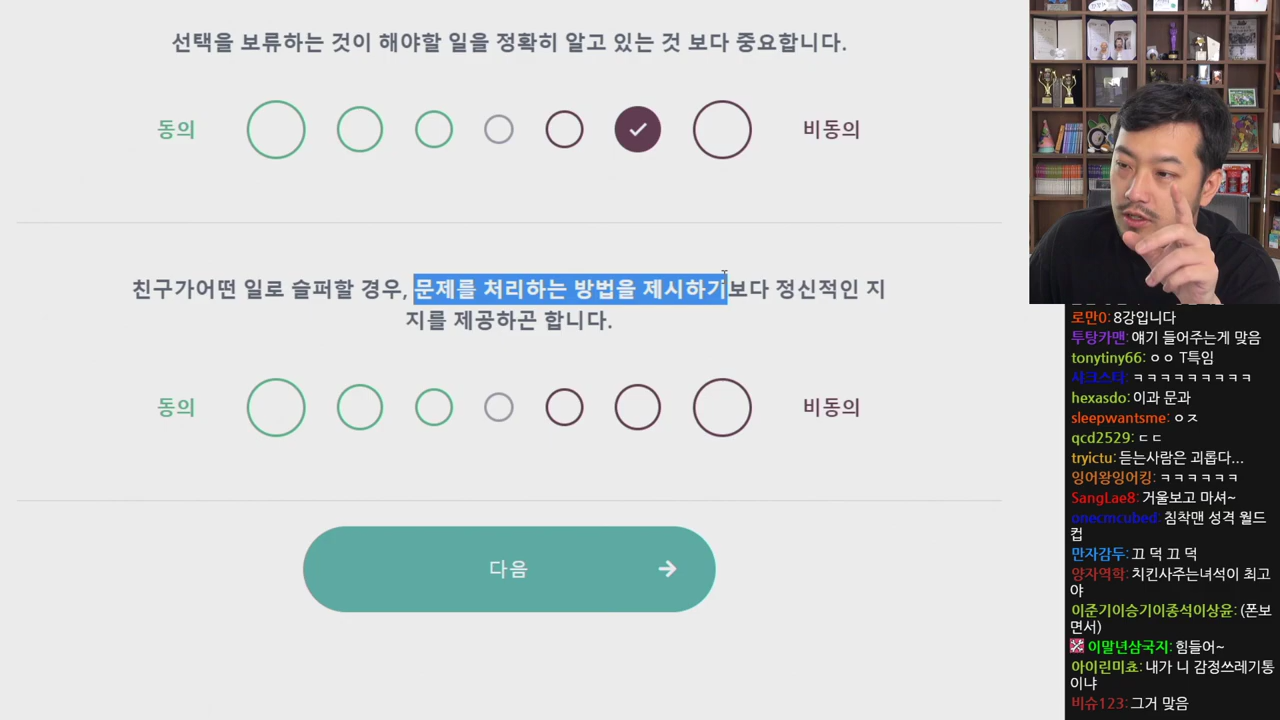 선택을 보류하는 것이 해야할 일을 정확히 알고 있는 것 보다 중요합니다.
동의
비동의
친구가어떤 일로 슬퍼할 경우, 문제를 처리하는 방법을 제시하기보다 정신적인 지
지를 제공하곤 합니다.
동의
비동의
다음
로만0: 8강입니다
투탕카맨: 얘기 들어주는게 맞음
tonytiny66: ㅇㅇ T특임
샤크스타: ㅋㅋㅋㅋㅋㅋㅋㅋㅋ
hexasdo: 이과 문과
sleepwantsme: ㅇㅈ
qcd2529: ㄷㄷ
tryictu: 듣는사람은 괴롭다...
잉어왕잉어킹: ㅋㅋㅋㅋㅋㅋ
SangLae8: 거울보고 마셔~
onecmcubed: 침착맨 성격 월드
컵
만자감두: 끄 덕 끄 덕
양자역학: 치킨사주는녀석이 최고
야
이준기이승기이종석이상윤: (폰보
면서)
이말년삼국지: 힘들어~
아이린미쵸: 내가 니 감정쓰레기통
이냐
비슈123: 그거 맞음